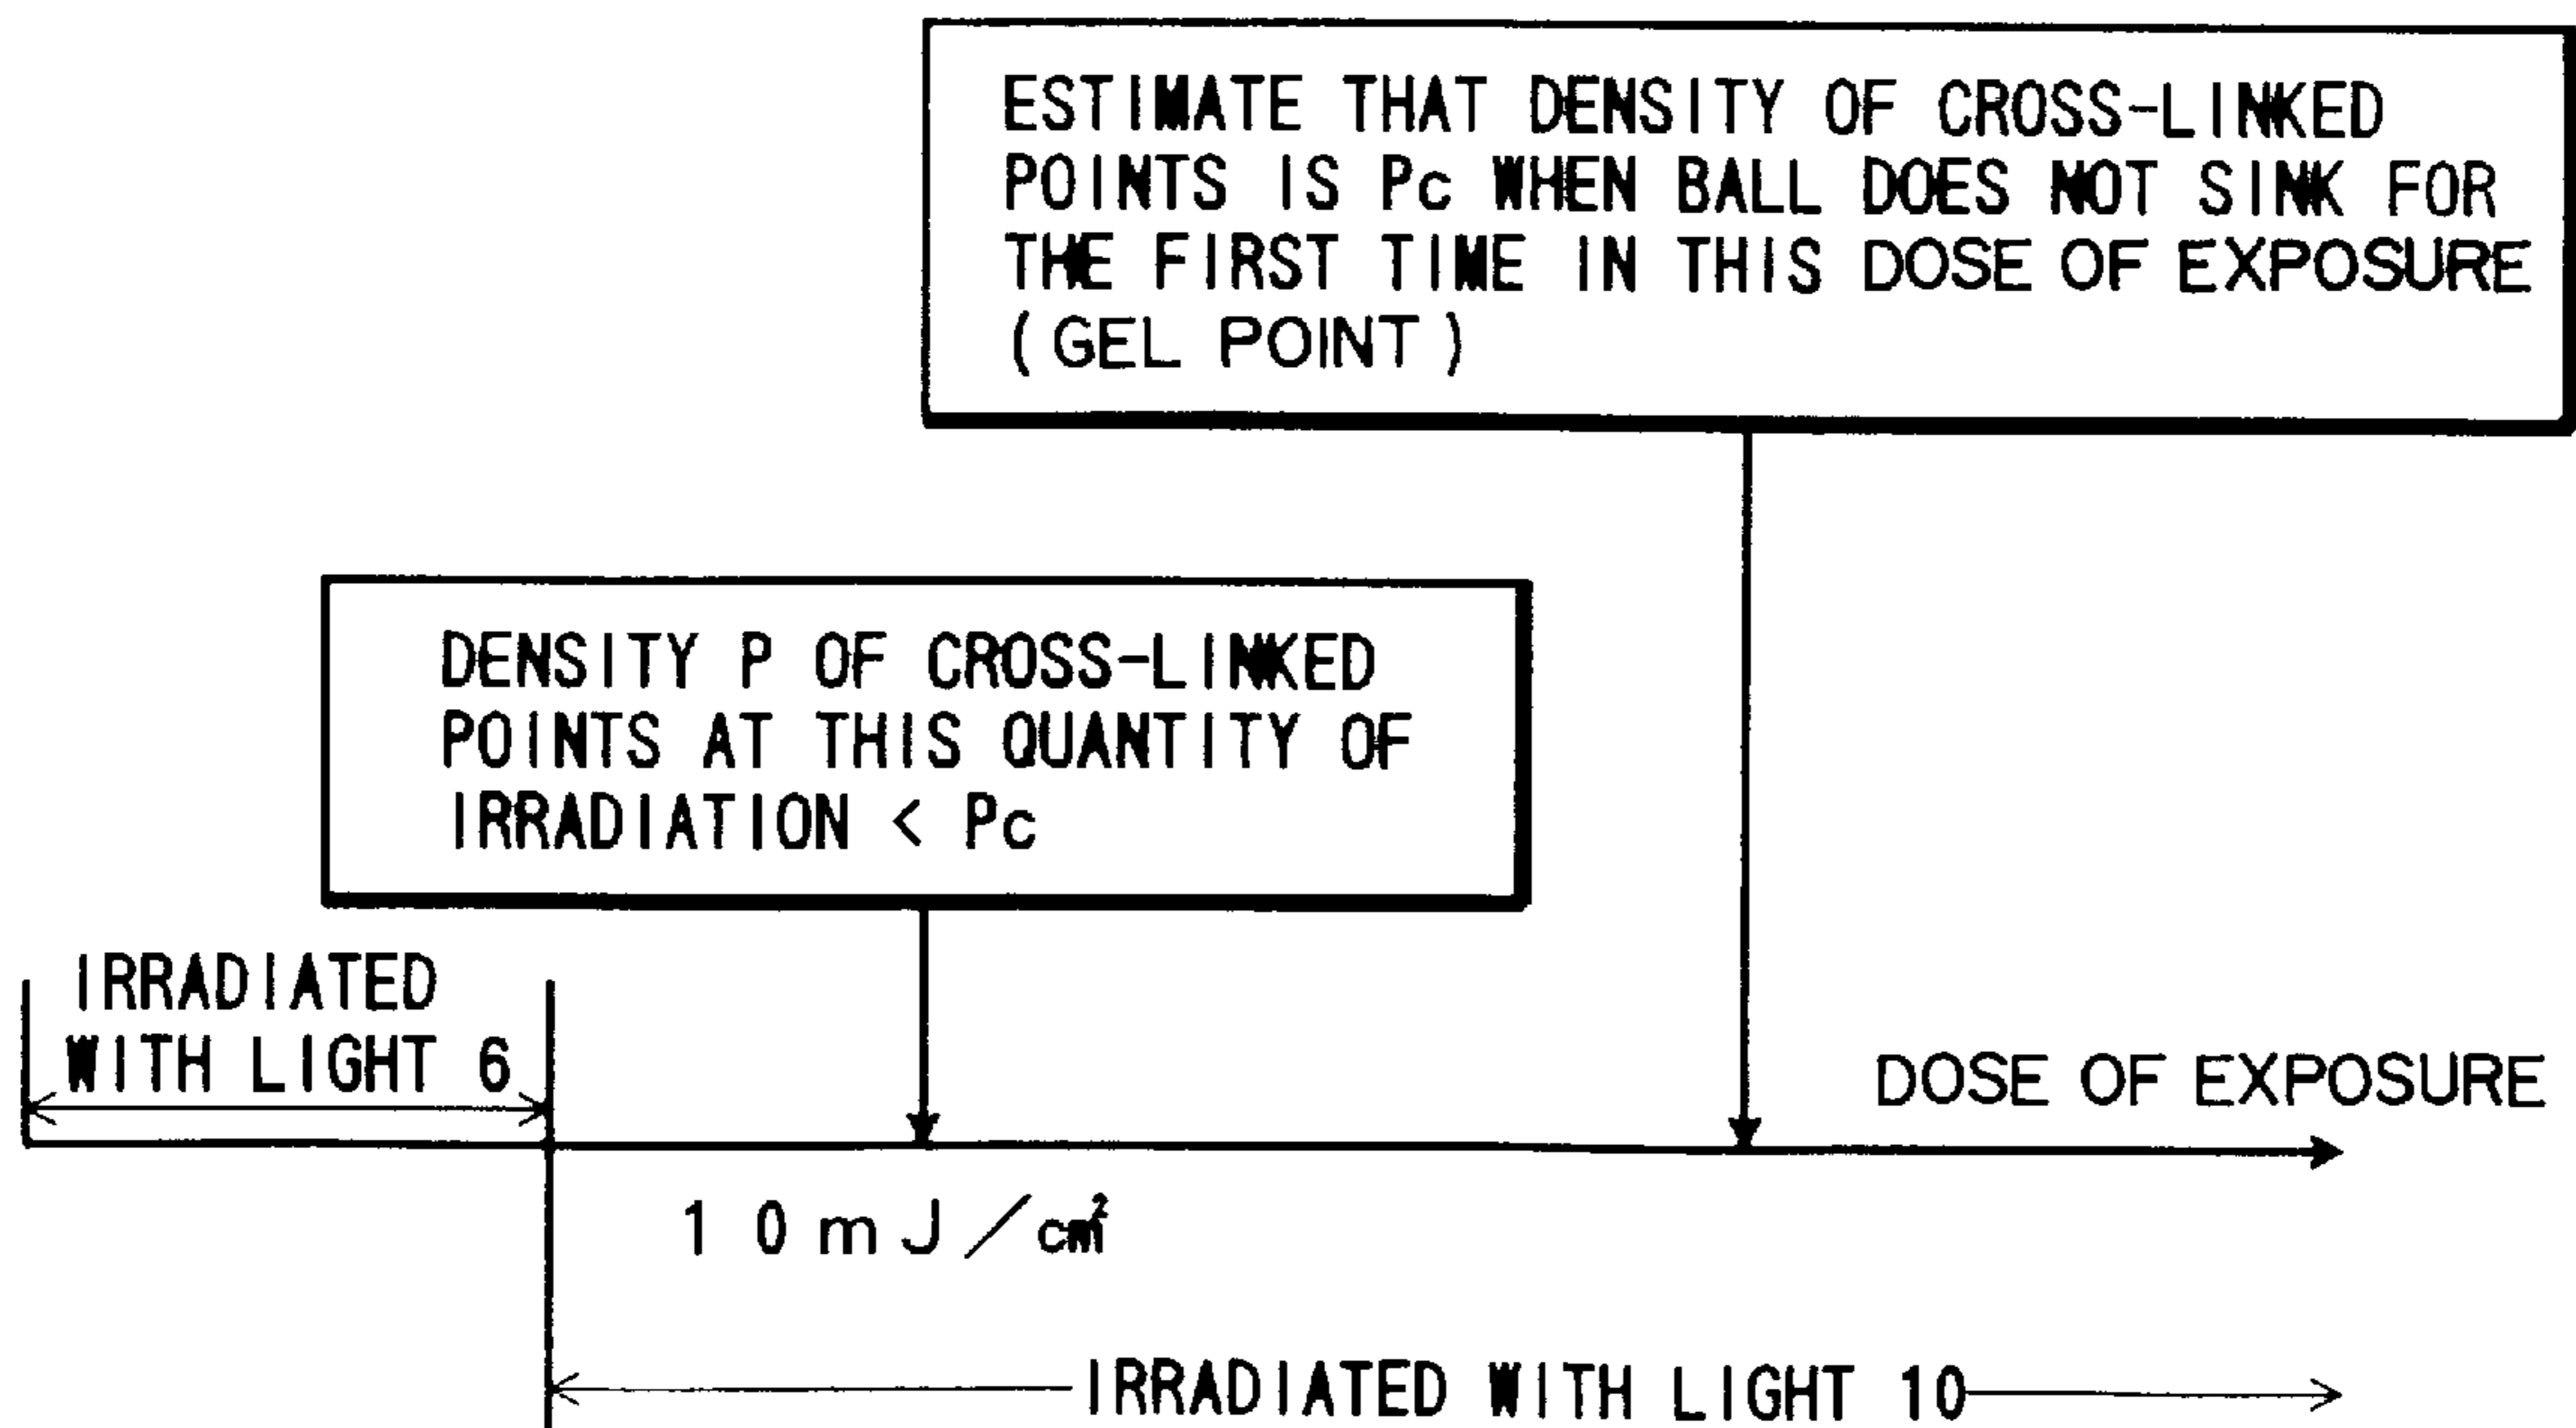 ESTIMATE THAT DENSITY OF CROSS-LINKED
POINTS IS Pc WHEN BALL DOES NOT SINK FOR
THE FIRST TIME IN THIS DOSE OF EXPOSURE
(GEL POINT)
DENSITY P OF CROSS-LINKED
POINTS AT THIS QUANTITY OF
IRRADIATION < Pc
IRRADIATED
WITH LIGHT 6
DOSE OF EXPOSURE
10mJ/cm²
IRRADIATED WITH LIGHT 10